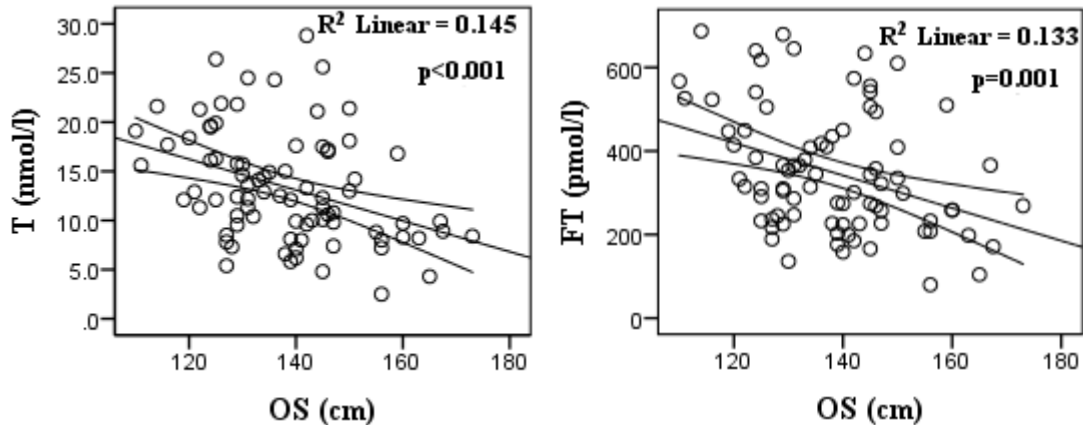 R² Linear = 0.145
p<0.001
30.0
25.0
20.0
15.0
10.0
5.0
.0
T (nmol/l)
120 140 160 180
OS (cm)
R² Linear = 0.133
p=0.001
600
400
200
0
FT (pmol/l)
120 140 160 180
OS (cm)